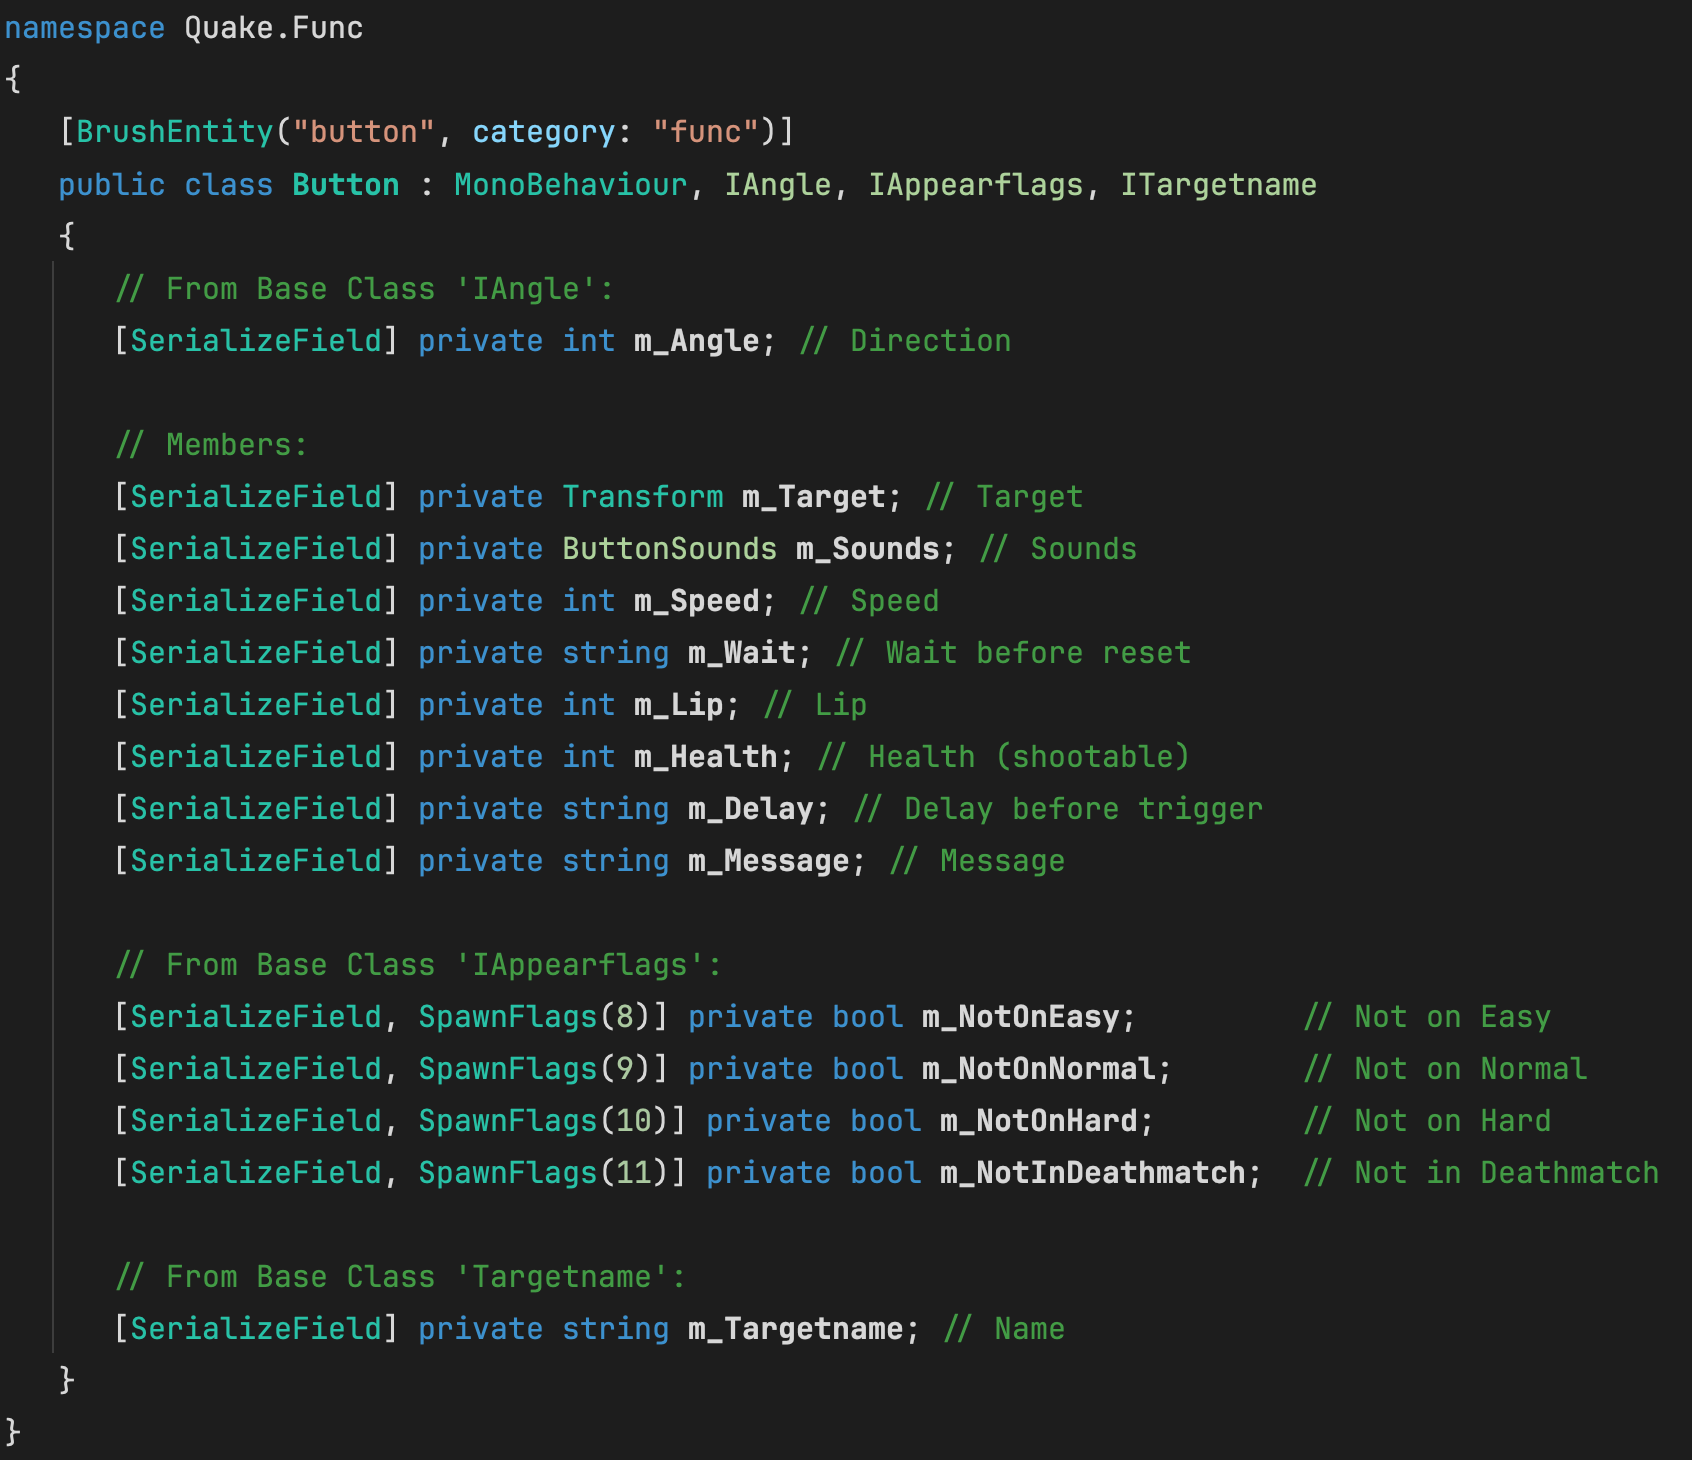 namespace Quake.Func
{
[BrushEntity("button", category: "func")]
public class Button : MonoBehaviour, IAngle, IAppearflags, ITargetname
{
// From Base Class 'IAngle':
[SerializeField] private int m_Angle; // Direction
// Members:
[SerializeField] private Transform m_Target; // Target
[SerializeField] private ButtonSounds m_Sounds; // Sounds
[SerializeField] private int m_Speed; // Speed
[SerializeField] private string m_Wait; // Wait before reset
[SerializeField] private int m_Lip; // Lip
[SerializeField] private int m_Health; // Health (shootable)
[SerializeField] private string m_Delay; // Delay before trigger
[SerializeField] private string m_Message; // Message
// From Base Class 'IAppearflags':
[SerializeField, SpawnFlags(8)] private bool m_NotOnEasy; // Not on Easy
[SerializeField, SpawnFlags(9)] private bool m_NotOnNormal; // Not on Normal
[SerializeField, SpawnFlags(10)] private bool m_NotOnHard; // Not on Hard
[SerializeField, SpawnFlags(11)] private bool m_NotInDeathmatch; // Not in Deathmatch
// From Base Class 'Targetname':
[SerializeField] private string m_Targetname; // Name
}
}